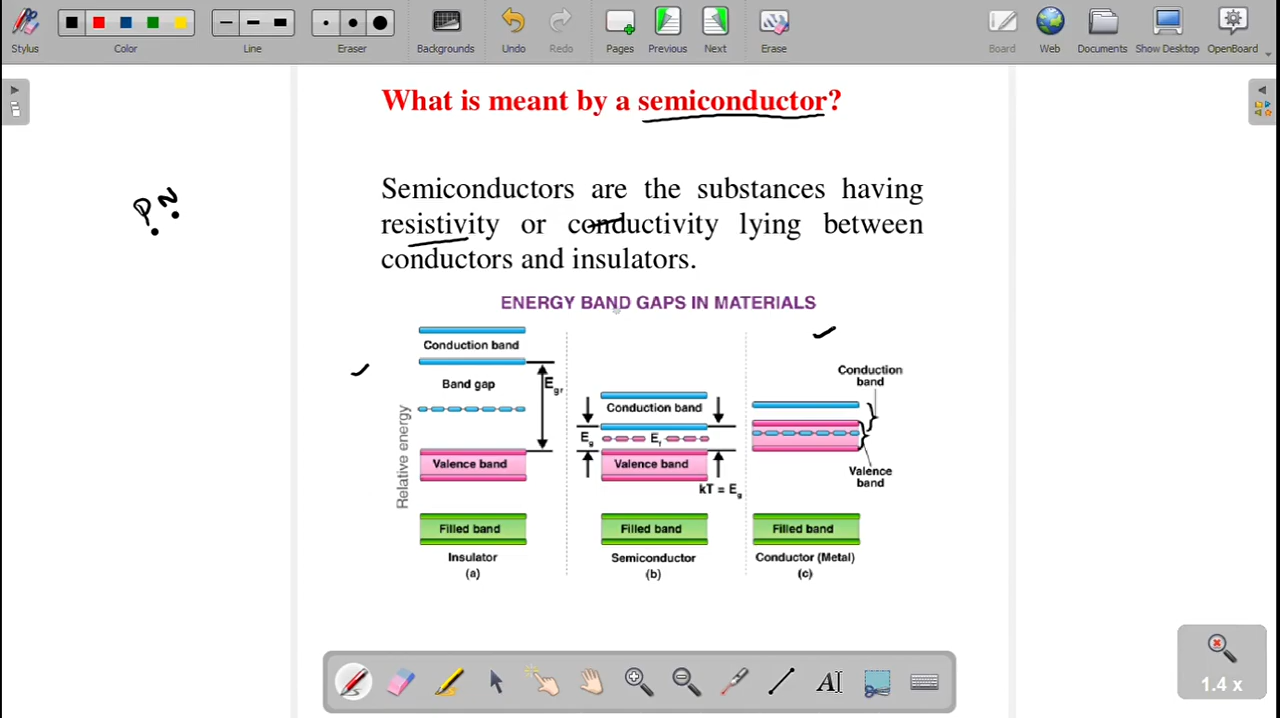 Stylus
Color
Line
Eraser
Backgrounds
Undo
Redo
Pages
Previous
Next
Erase
Board
Web
Documents
Show Desktop
OpenBoard
What is meant by a semiconductor?
PN
Semiconductors are the substances having
resistivity or conductivity lying between
conductors and insulators.
ENERGY BAND GAPS IN MATERIALS
Relative energy
Conduction band
Band gap
Egr
Valence band
Filled band
Insulator
(a)
Conduction band
Eg
Ef
Valence band
kT = Eg
Filled band
Semiconductor
(b)
Conduction
band
Valence
band
Filled band
Conductor (Metal)
(c)
AI
1.4 x